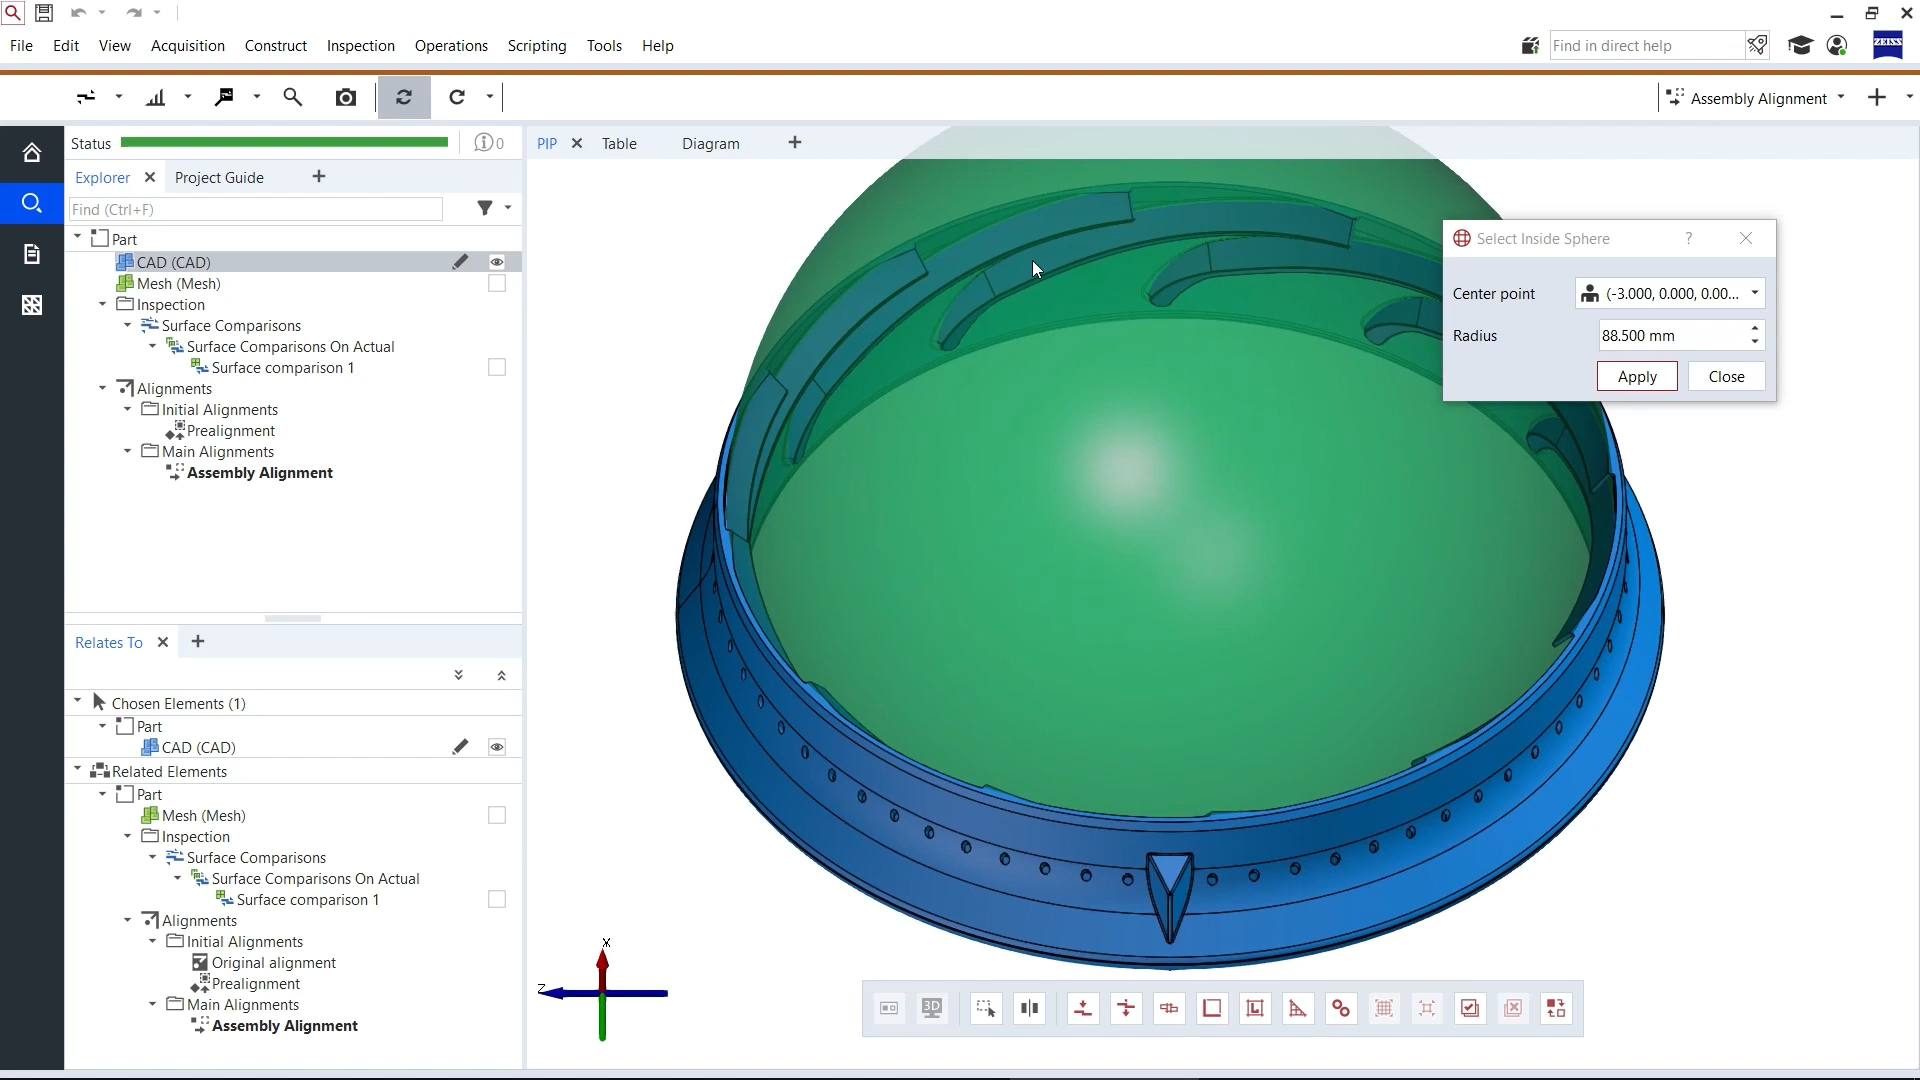 File Edit View Acquisition Construct Inspection Operations Scripting Tools Help
Find in direct help
ZEISS
Assembly Alignment
Status
0
PIP Table Diagram
Explorer Project Guide
Find (Ctrl+F)
Part
CAD (CAD)
Mesh (Mesh)
Inspection
Surface Comparisons
Surface Comparisons On Actual
Surface comparison 1
Alignments
Initial Alignments
Prealignment
Main Alignments
Assembly Alignment
Select Inside Sphere ?
Center point (-3.000, 0.000, 0.00...
Radius 88.500 mm
Apply Close
Relates To
Chosen Elements (1)
Part
CAD (CAD)
Related Elements
Part
Mesh (Mesh)
Inspection
Surface Comparisons
Surface Comparisons On Actual
Surface comparison 1
Alignments
Initial Alignments
Original alignment
Prealignment
Main Alignments
Assembly Alignment
X
Z
3D